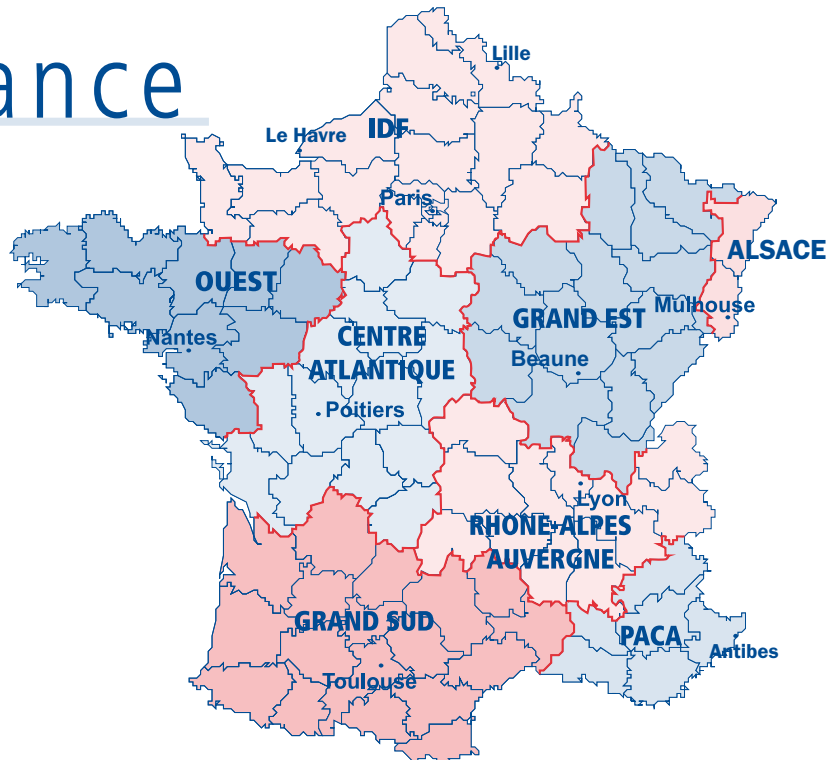 ance
Lille
Le Havre
IDF
Paris
ALSACE
OUEST
Mulhouse
GRAND EST
Nantes
CENTRE
ATLANTIQUE
Beaune
Poitiers
Lyon
RHONE-ALPES
AUVERGNE
GRAND SUD
PACA
Antibes
Toulouse